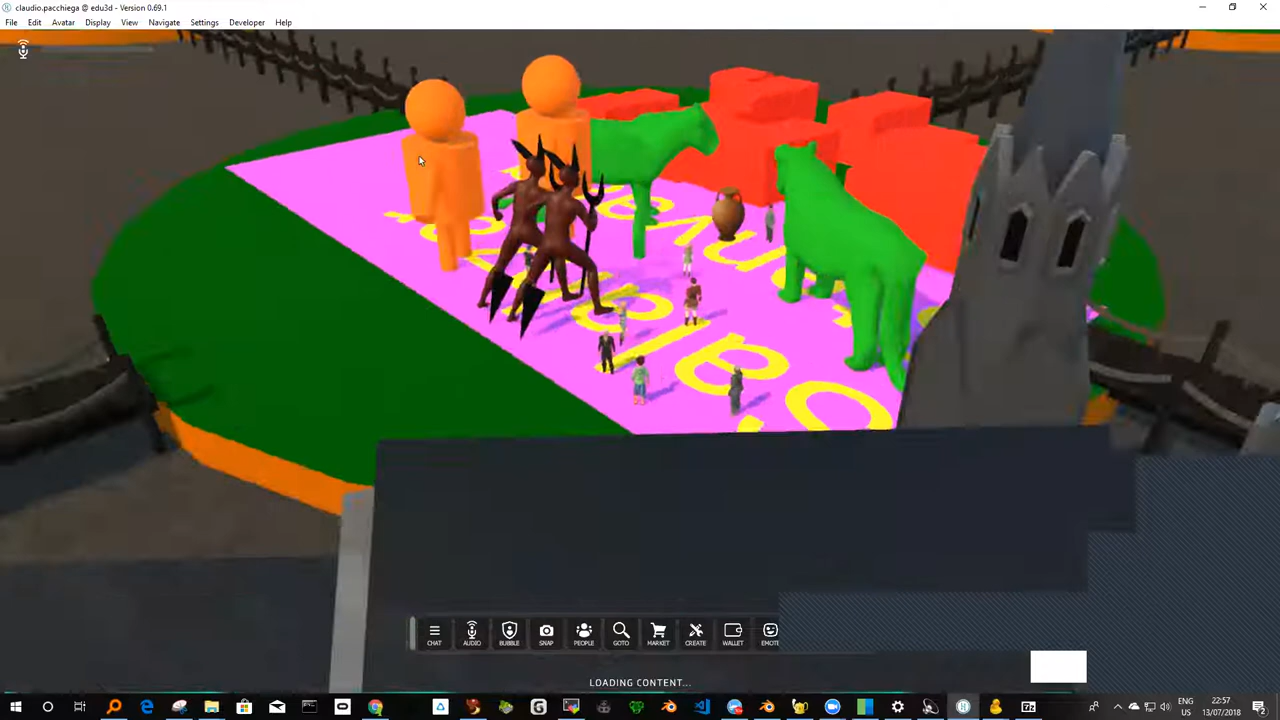 claudio.pacchiega @ edu3d - Version 0.69.1
File Edit Avatar Display View Navigate Settings Developer Help
CHAT AUDIO BUBBLE SNAP PEOPLE GOTO MARKET CREATE WALLET EMOTE
LOADING CONTENT...
ENG 22:57
US 13/07/2018